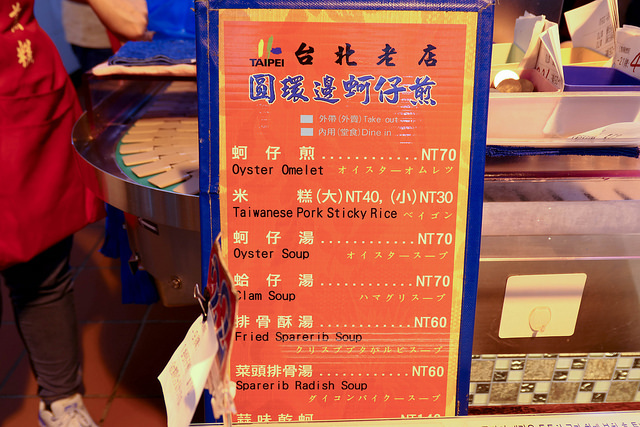 TAIPEI 台北老店
圓環邊蚵仔煎
外帶(外賣)Take out
內用(堂食)Dine in
蚵仔煎............NT70
Oyster Omelet オイスターオムレツ
米糕(大)NT40, (小)NT30
Taiwanese Pork Sticky Rice ベイゴン
蚵仔湯............NT70
Oyster Soup オイスタースープ
蛤仔湯............NT70
Clam Soup ハマグリスープ
排骨酥湯............NT60
Fried Sparerib Soup
菜頭排骨湯............NT60
Sparerib Radish Soup
ダイコンパイクースープ
蒜味乾蚵